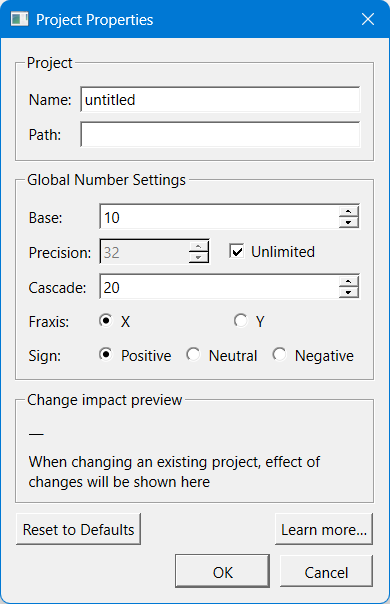 Project Properties
Project
Name: untitled
Path:
Global Number Settings
Base: 10
Precision: 32 Unlimited
Cascade: 20
Fraxis: X Y
Sign: Positive Neutral Negative
Change impact preview
—
When changing an existing project, effect of
changes will be shown here
Reset to Defaults Learn more...
OK Cancel